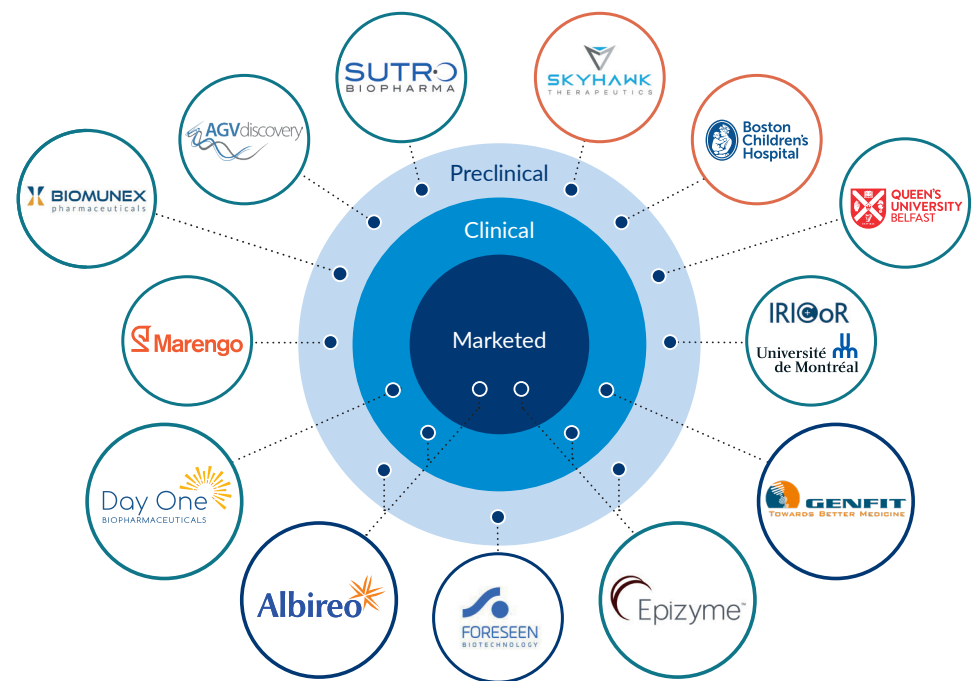 SUTRO
BIOPHARMA
SKYHAWK
THERAPEUTICS
AGVdiscovery
Boston
Children's
Hospital
Preclinical
BIOMUNEX
pharmaceuticals
QUEEN'S
UNIVERSITY
BELFAST
Clinical
IRICoR
Marengo
Marketed
Université
de Montréal
Day One
BIOPHARMACEUTICALS
GENFIT
TOWARDS BETTER MEDICINE
Albireo
FORESEEN
BIOTECHNOLOGY
Epizyme™